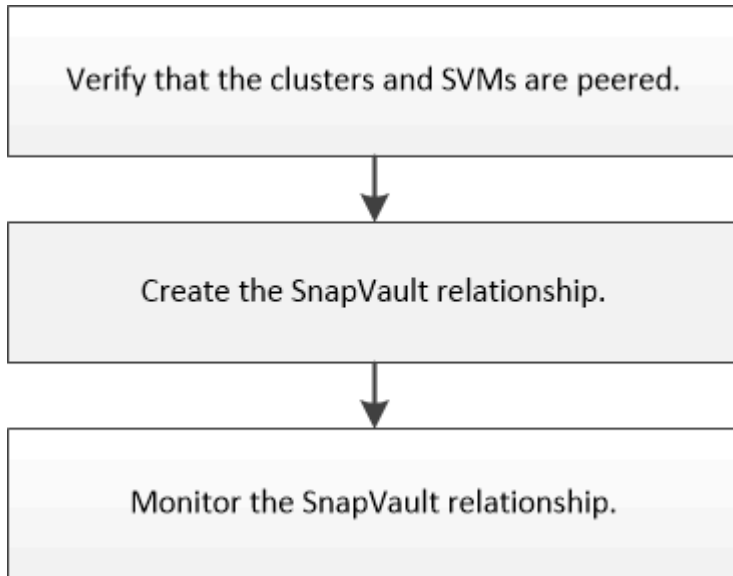 Verify that the clusters and SVMs are peered.
Create the SnapVault relationship.
Monitor the SnapVault relationship.